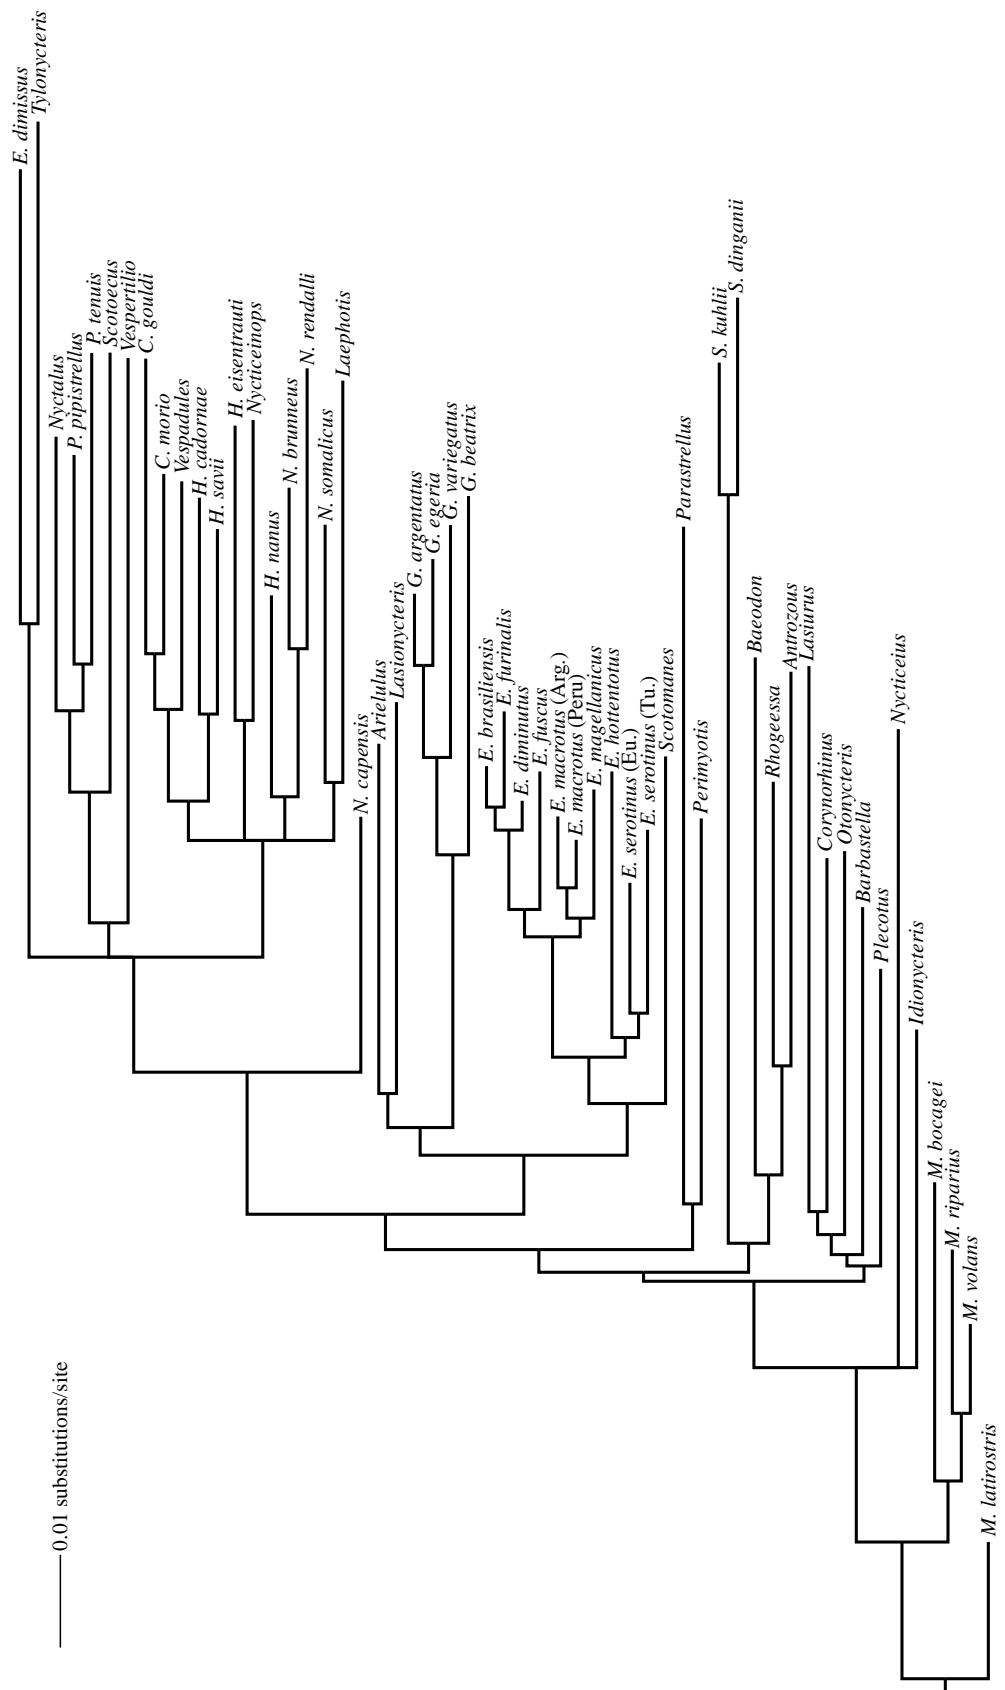 E. dimissus
Tylonycteris
Nyctalus
P. pipistrellus
P. tenuis
Scotoecus
Vespertilio
C. gouldi
C. morio
Vespadules
H. cadornae
H. savii
H. eisentrauti
Nycticeinops
H. nanus
N. brunneus
N. rendalli
N. somalicus
Laephotis
N. capensis
Arielulus
Lasionycteris
G. argentatus
G. egeria
G. variegatus
G. beatrix
E. brasiliensis
E. furinalis
E. diminutus
E. fuscus
E. macrotus (Arg.)
E. macrotus (Peru)
E. magellanicus
E. hottentotus
E. serotinus (Eu.)
E. serotinus (Tu.)
Scotomanes
Parastrellus
Perimyotis
S. kuhlii
S. dinganii
Baeodon
Rhogeessa
Antrozous
Lasiurus
Corynorhinus
Otonycteris
Barbastella
Plecotus
Nycticeius
Idionycteris
M. bocagei
M. riparius
M. volans
M. latirostris
0.01 substitutions/site